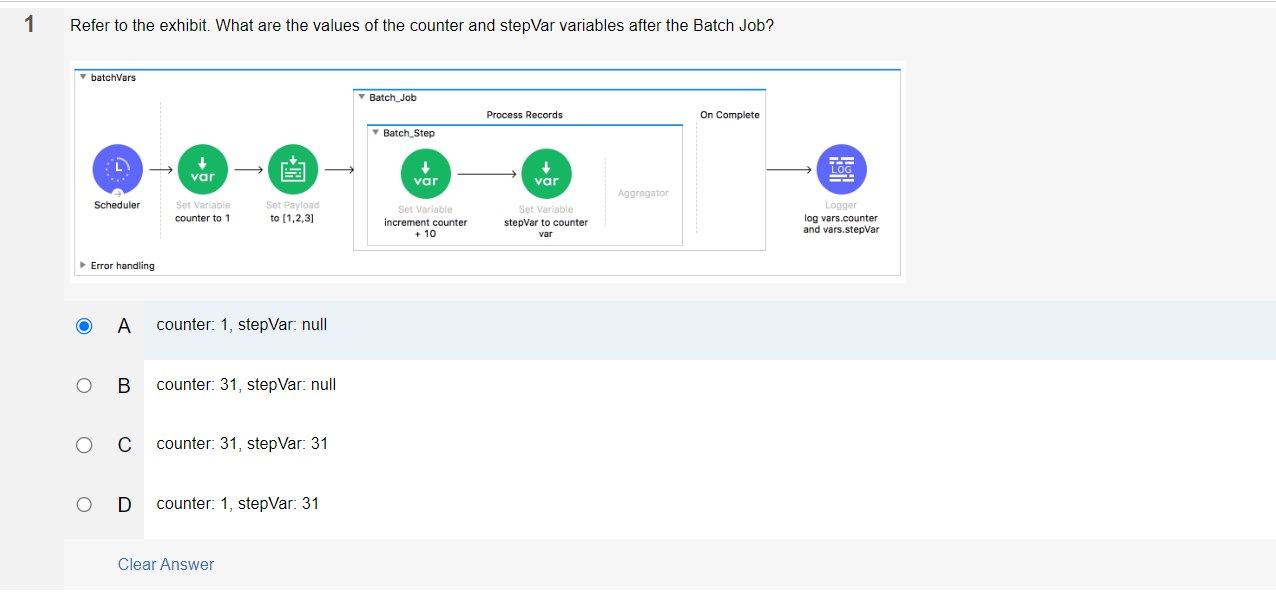 1
Refer to the exhibit. What are the values of the counter and stepVar variables after the Batch Job?
batchVars
Batch_Job
Process Records
On Complete
Batch_Step
var
var
var
var
LOG
Aggregator
Scheduler
Set Variable
counter to 1
Set Payload
to [1,2,3]
Set Variable
increment counter
+ 10
Set Variable
stepVar to counter
var
Logger
log vars.counter
and vars.stepVar
Error handling
A counter: 1, stepVar: null
B counter: 31, stepVar: null
C counter: 31, stepVar: 31
D counter: 1, stepVar: 31
Clear Answer